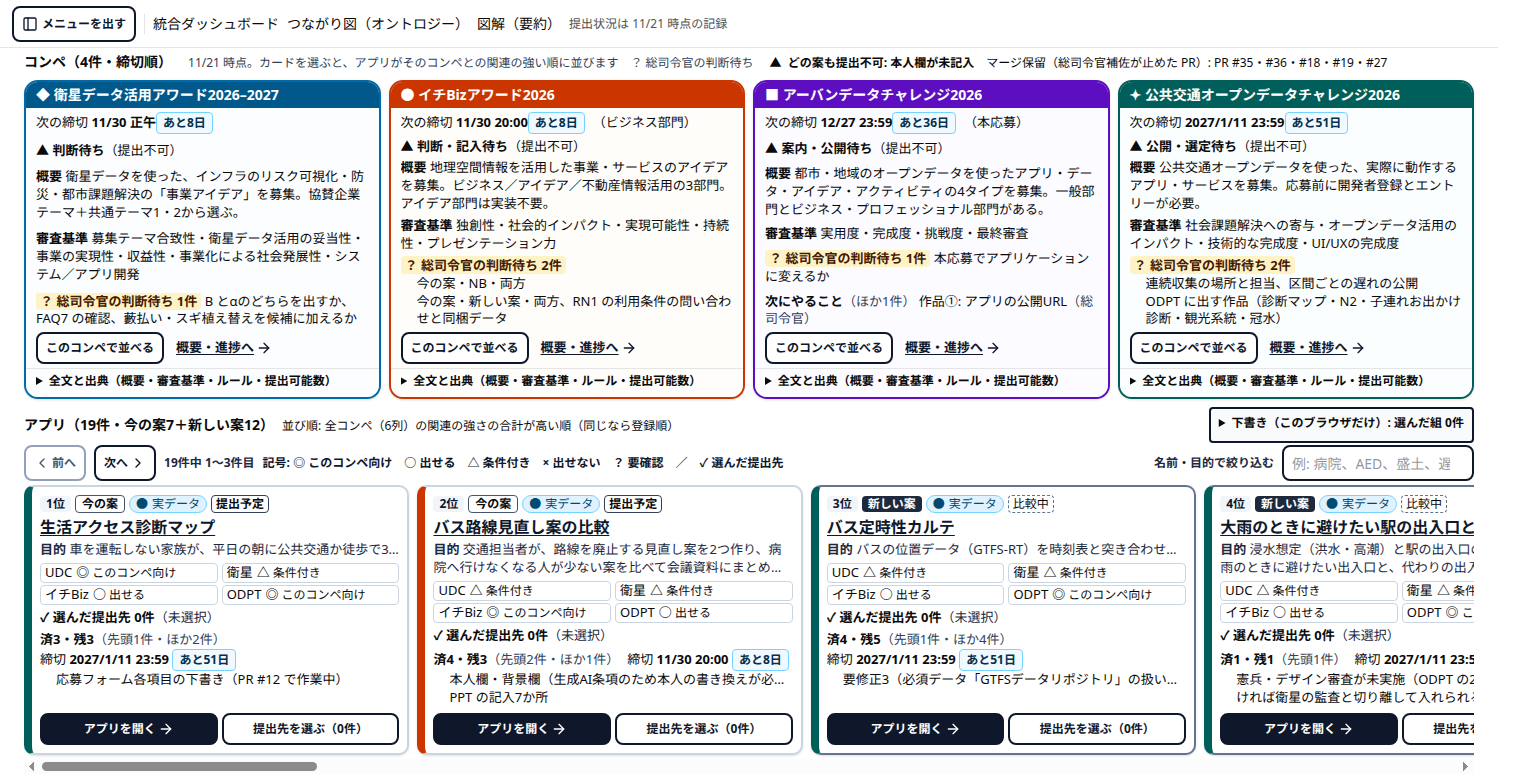 メニューを出す 統合ダッシュボード つながり図（オントロジー） 図解（要約） 提出状況は 11/21 時点の記録
コンペ（4件・締切順） 11/21 時点。カードを選ぶと、アプリがそのコンペとの関連の強い順に並びます ？ 総司令官の判断待ち ▲ どの案も提出不可: 本人欄が未記入 マージ保留（総司令官補佐が止めた PR）: PR #35・#36・#18・#19・#27
◆ 衛星データ活用アワード2026–2027
次の締切 11/30 正午 あと8日
▲ 判断待ち（提出不可）
概要 衛星データを使った、インフラのリスク可視化・防
災・都市課題解決の「事業アイデア」を募集。協賛企業
テーマ＋共通テーマ1・2から選ぶ。
審査基準 募集テーマ合致性・衛星データ活用の妥当性・
事業の実現性・収益性・事業化による社会発展性・シス
テム／アプリ開発
？ 総司令官の判断待ち 1件 B とαのどちらを出すか、
FAQ7 の確認、藪払い・スギ植え替えを候補に加えるか
このコンペで並べる 概要・進捗へ →
▶ 全文と出典（概要・審査基準・ルール・提出可能数）
● イチBizアワード2026
次の締切 11/30 20:00 あと8日 （ビジネス部門）
▲ 判断・記入待ち（提出不可）
概要 地理空間情報を活用した事業・サービスのアイデア
を募集。ビジネス／アイデア／不動産情報活用の3部門。
アイデア部門は実装不要。
審査基準 独創性・社会的インパクト・実現可能性・持続
性・プレゼンテーション力
？ 総司令官の判断待ち 2件
今の案・NB・両方
今の案・新しい案・両方、RN1 の利用条件の問い合わ
せと同梱データ
このコンペで並べる 概要・進捗へ →
▶ 全文と出典（概要・審査基準・ルール・提出可能数）
■ アーバンデータチャレンジ2026
次の締切 12/27 23:59 あと36日 （本応募）
▲ 案内・公開待ち（提出不可）
概要 都市・地域のオープンデータを使ったアプリ・デー
タ・アイデア・アクティビティの4タイプを募集。一般部
門とビジネス・プロフェッショナル部門がある。
審査基準 実用度・完成度・挑戦度・最終審査
？ 総司令官の判断待ち 1件 本応募でアプリケーション
に変えるか
次にやること（ほか1件） 作品①: アプリの公開URL（総
司令官）
このコンペで並べる 概要・進捗へ →
▶ 全文と出典（概要・審査基準・ルール・提出可能数）
✦ 公共交通オープンデータチャレンジ2026
次の締切 2027/1/11 23:59 あと51日
▲ 公開・選定待ち（提出不可）
概要 公共交通オープンデータを使った、実際に動作する
アプリ・サービスを募集。応募前に開発者登録とエント
リーが必要。
審査基準 社会課題解決への寄与・オープンデータ活用の
インパクト・技術的な完成度・UI/UXの完成度
？ 総司令官の判断待ち 2件
連続収集の場所と担当、区間ごとの遅れの公開
ODPT に出す作品（診断マップ・N2・子連れお出かけ
診断・観光系統・冠水）
このコンペで並べる 概要・進捗へ →
▶ 全文と出典（概要・審査基準・ルール・提出可能数）
アプリ（19件・今の案7＋新しい案12） 並び順: 全コンペ（6列）の関連の強さの合計が高い順（同じなら登録順） ▶ 下書き（このブラウザだけ）: 選んだ組 0件
前へ 次へ 19件中 1〜3件目 記号: ◎ このコンペ向け ○ 出せる △ 条件付き × 出せない ？ 要確認 ／ ✓ 選んだ提出先 名前・目的で絞り込む 例: 病院、AED、盛土、遅
1位 今の案 ● 実データ 提出予定
生活アクセス診断マップ
目的 車を運転しない家族が、平日の朝に公共交通か徒歩で3…
UDC ◎ このコンペ向け 衛星 △ 条件付き
イチBiz ○ 出せる ODPT ◎ このコンペ向け
✓ 選んだ提出先 0件（未選択）
済3・残3（先頭1件・ほか2件）
締切 2027/1/11 23:59 あと51日
応募フォーム各項目の下書き（PR #12 で作業中）
アプリを開く → 提出先を選ぶ（0件）
2位 今の案 ● 実データ 提出予定
バス路線見直し案の比較
目的 交通担当者が、路線を廃止する見直し案を2つ作り、病
院へ行けなくなる人が少ない案を比べて会議資料にまとめ…
UDC △ 条件付き 衛星 △ 条件付き
イチBiz ◎ このコンペ向け ODPT ○ 出せる
✓ 選んだ提出先 0件（未選択）
済4・残3（先頭2件・ほか1件） 締切 11/30 20:00 あと8日
本人欄・背景欄（生成AI条項のため本人の書き換えが必…
PPT の記入7か所
アプリを開く → 提出先を選ぶ（0件）
3位 新しい案 ● 実データ 比較中
バス定時性カルテ
目的 バスの位置データ（GTFS-RT）を時刻表と突き合わせ…
UDC △ 条件付き 衛星 △ 条件付き
イチBiz ○ 出せる ODPT ◎ このコンペ向け
✓ 選んだ提出先 0件（未選択）
済4・残5（先頭1件・ほか4件）
締切 2027/1/11 23:59 あと51日
要修正3（必須データ「GTFSデータリポジトリ」の扱い…
アプリを開く → 提出先を選ぶ（0件）
4位 新しい案 ● 実データ 比較中
大雨のときに避けたい駅の出入口と
目的 浸水想定（洪水・高潮）と駅の出入口
雨のときに避けたい出入口と、代わりの出入
UDC ◎ このコンペ向け 衛星 △ 条件
イチBiz ○ 出せる ODPT ◎ こ
✓ 選んだ提出先 0件（未選択）
済1・残1（先頭1件） 締切 2027/1/11 23:5
憲兵・デザイン審査が未実施（ODPT の2
ければ衛星の監査と切り離して入れられる
アプリを開く → 提出先